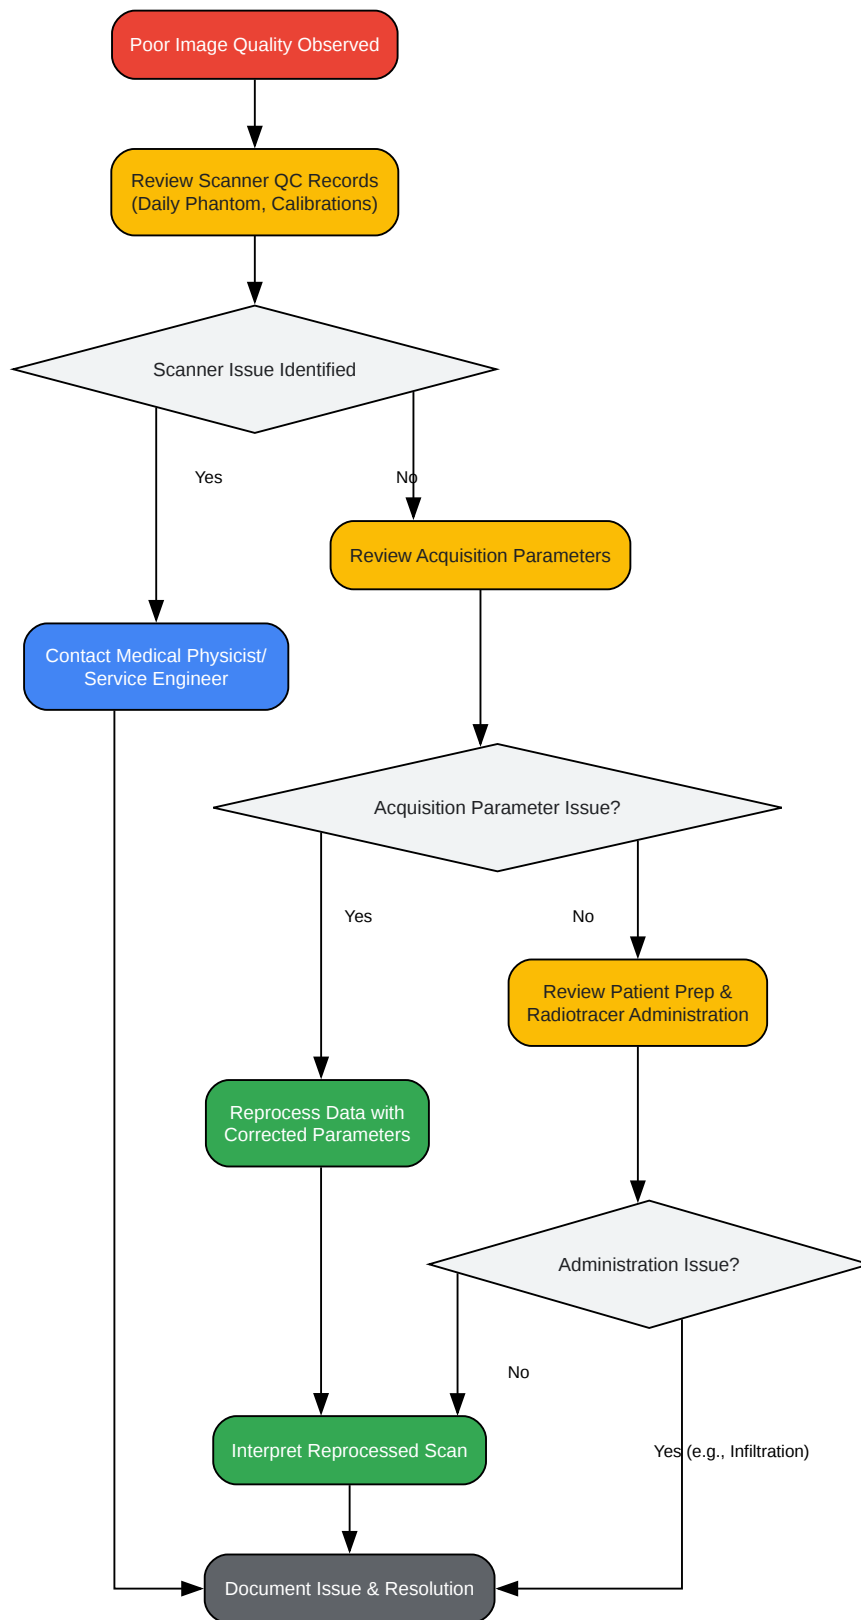 Poor Image Quality Observed
Review Scanner QC Records
(Daily Phantom, Calibrations)
Scanner Issue Identified
Yes
No
Review Acquisition Parameters
Contact Medical Physicist/
Service Engineer
Acquisition Parameter Issue?
Yes
No
Review Patient Prep &
Radiotracer Administration
Reprocess Data with
Corrected Parameters
Administration Issue?
No
Interpret Reprocessed Scan
Yes (e.g., Infiltration)
Document Issue & Resolution